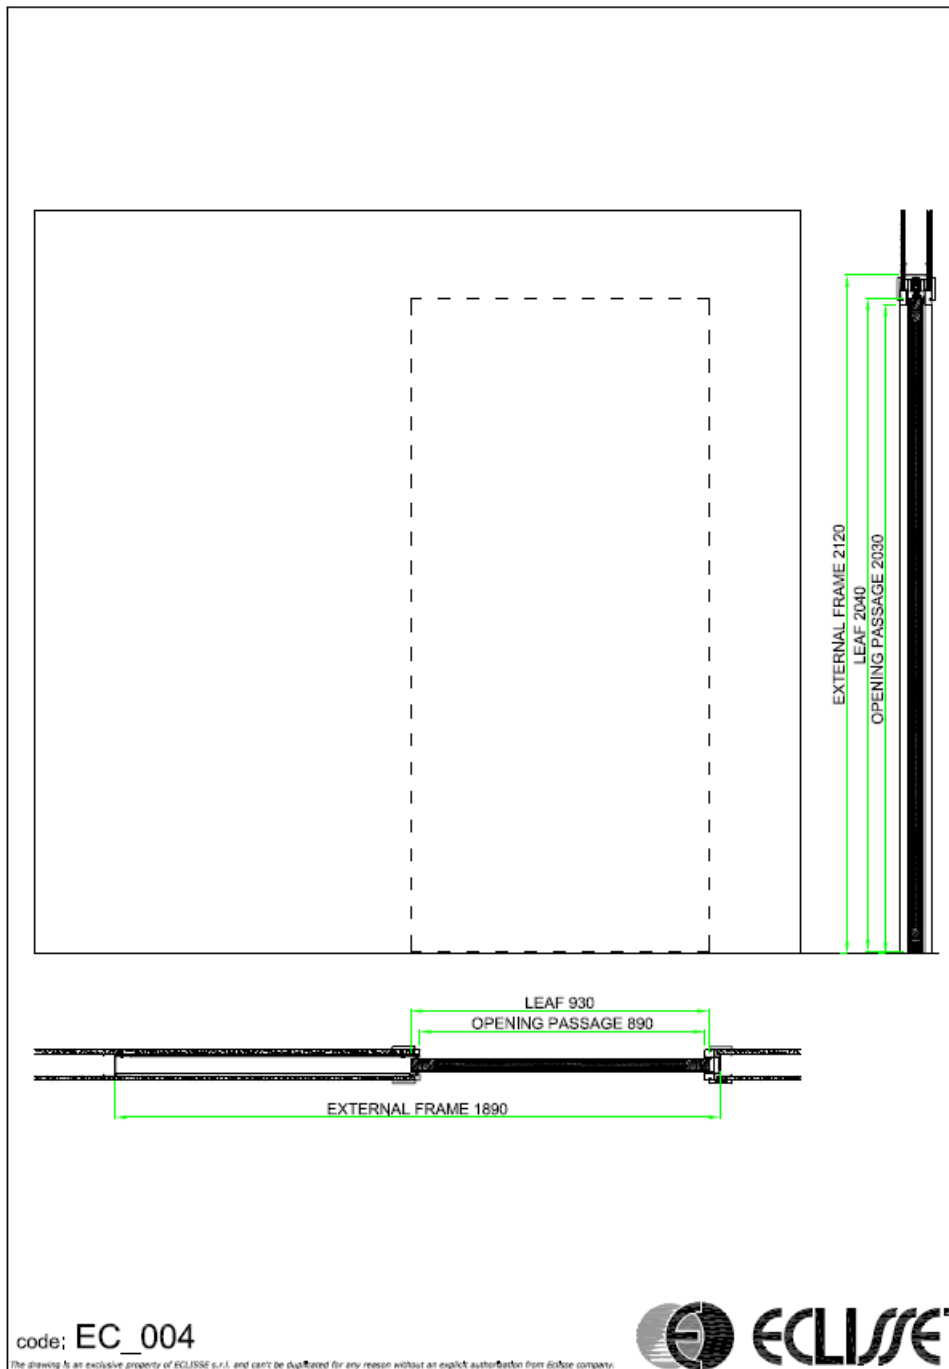 EXTERNAL FRAME 2120
LEAF 2040
OPENING PASSAGE 2030
LEAF 930
OPENING PASSAGE 890
EXTERNAL FRAME 1890
code: EC_004
ECLISSE
The drawing is an exclusive property of ECLISSE s.r.l. and can't be duplicated for any reason without an explicit authorisation from Eclisse company.